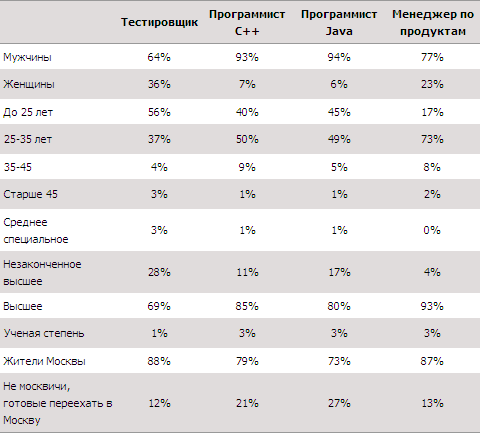 Тестировщик Программист C++ Программист Java Менеджер по продуктам
Мужчины 64% 93% 94% 77%
Женщины 36% 7% 6% 23%
До 25 лет 56% 40% 45% 17%
25-35 лет 37% 50% 49% 73%
35-45 4% 9% 5% 8%
Старше 45 3% 1% 1% 2%
Среднее
специальное 3% 1% 1% 0%
Незаконченное
высшее 28% 11% 17% 4%
Высшее 69% 85% 80% 93%
Ученая степень 1% 3% 3% 3%
Жители Москвы 88% 79% 73% 87%
Не москвичи,
готовые переехать в
Москву 12% 21% 27% 13%